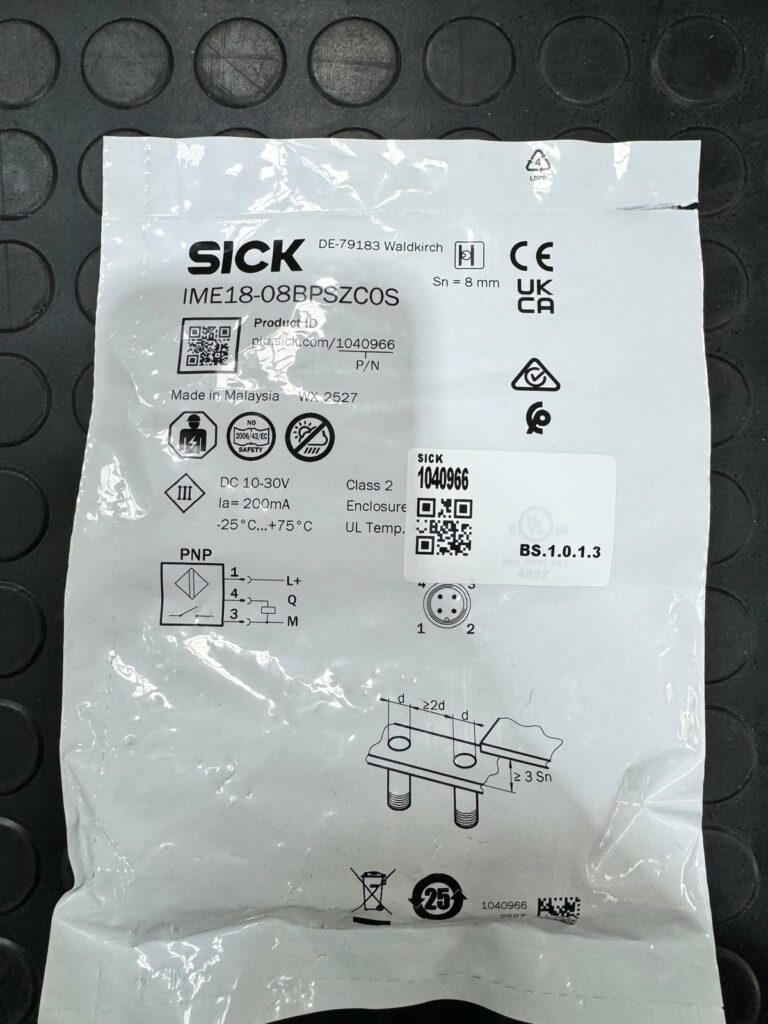 4
LDPE
SICK
DE-79183 Waldkirch
Sn = 8 mm
CE
UK
CA
IME18-08BPSZC0S
Product ID
pid.sick.com/1040966
P/N
Made in Malaysia WX 2527
NO
2006/42/EC
SAFETY
III
DC 10-30V
Ia= 200mA
-25°C...+75°C
Class 2
Enclosure
UL Temp.
SICK
1040966
BS.1.0.1.3
PNP
1 L+
4 Q
3 M
4 3
1 2
d ≥2d d
≥ 3 Sn
25
1040966
2527